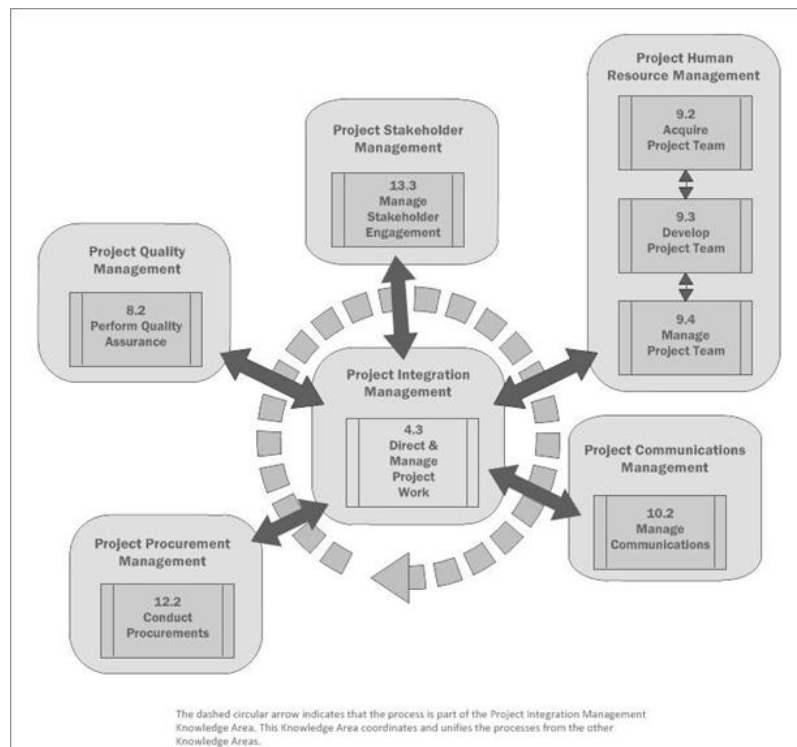 Project Human
Resource Management
9.2
Acquire
Project Team
9.3
Develop
Project Team
9.4
Manage
Project Team
Project Stakeholder
Management
13.3
Manage
Stakeholder
Engagement
Project Quality
Management
8.2
Perform Quality
Assurance
Project Integration
Management
4.3
Direct &
Manage
Project
Work
Project Communications
Management
10.2
Manage
Communications
Project Procurement
Management
12.2
Conduct
Procurements
The dashed circular arrow indicates that the process is part of the Project Integration Management
Knowledge Area. This Knowledge Area coordinates and unifies the processes from the other
Knowledge Areas.